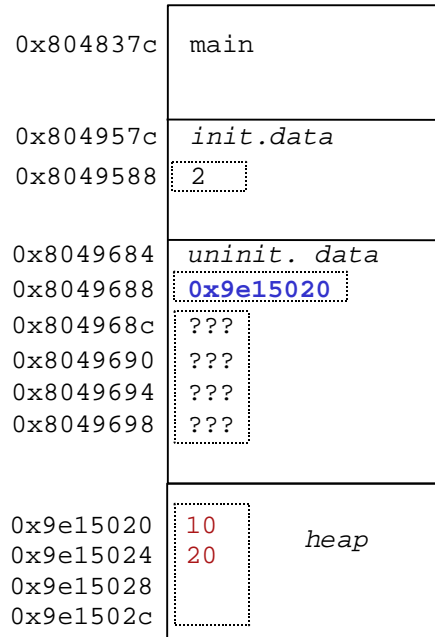 0x804837c main
0x804957c init.data
0x8049588 2
0x8049684 uninit. data
0x8049688 0x9e15020
0x804968c ???
0x8049690 ???
0x8049694 ???
0x8049698 ???
0x9e15020 10
heap
0x9e15024 20
0x9e15028
0x9e1502c